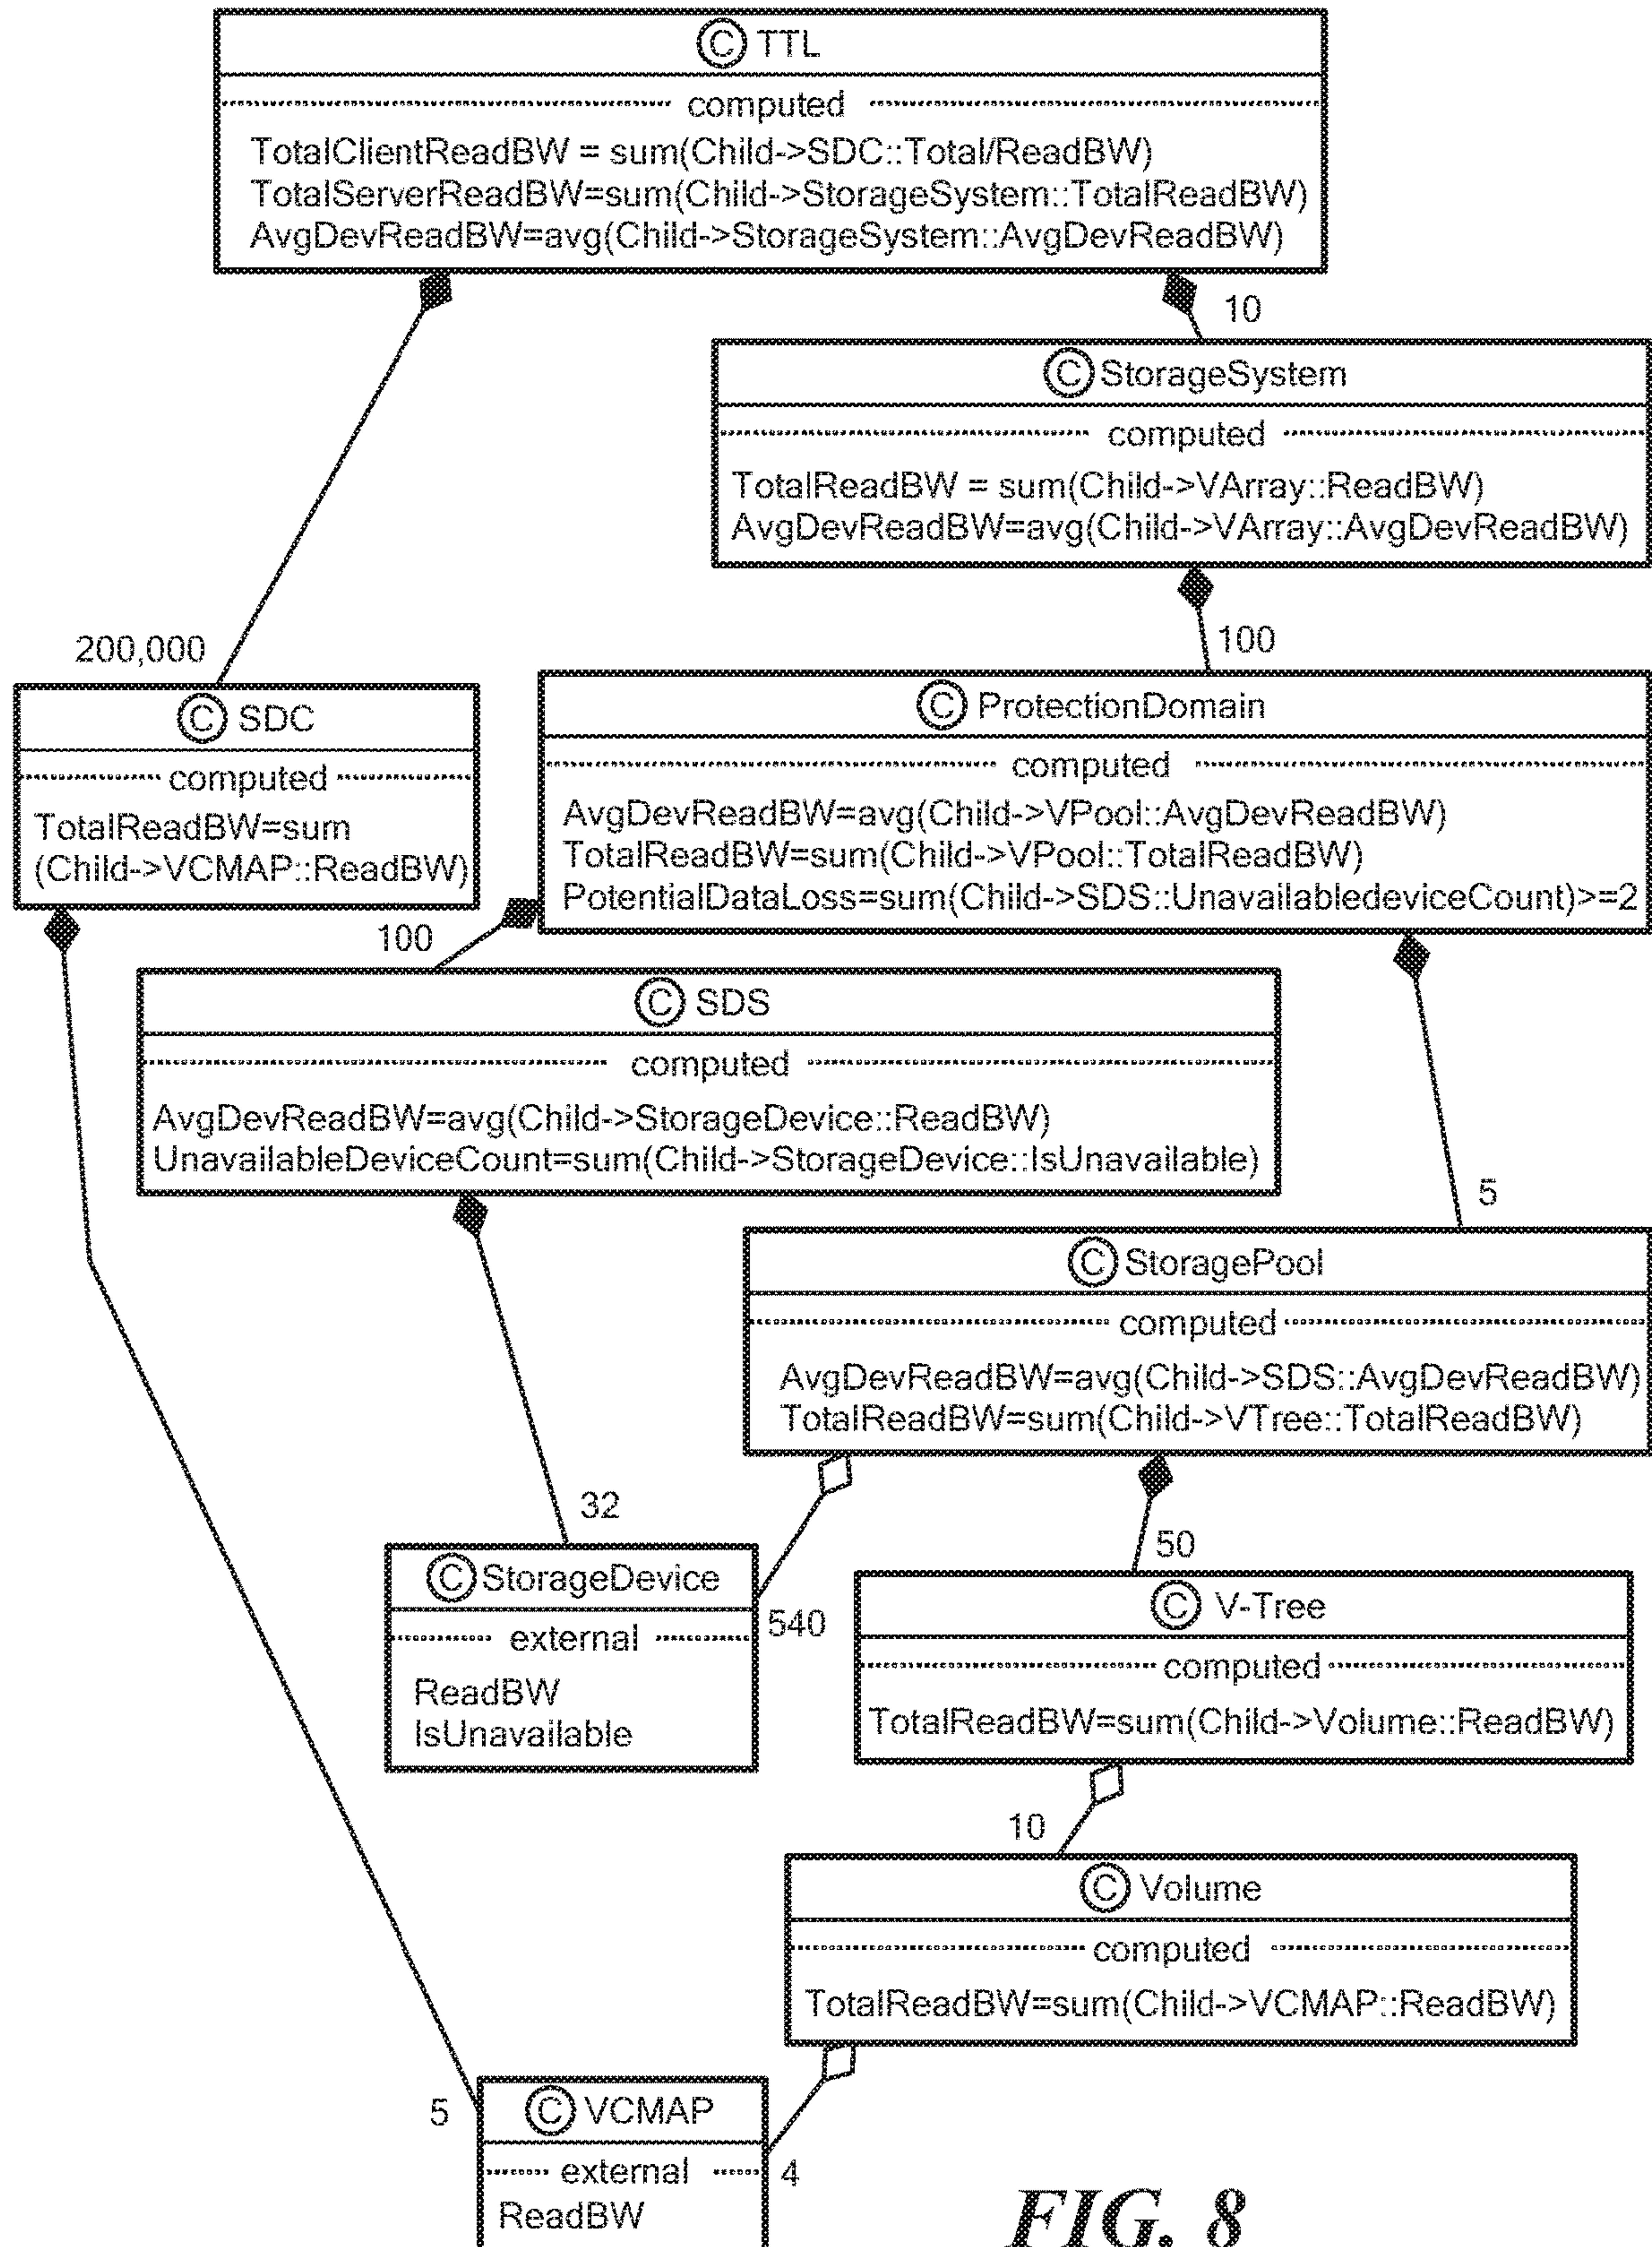 Ⓒ TTL
computed
TotalClientReadBW = sum(Child->SDC::Total/ReadBW)
TotalServerReadBW=sum(Child->StorageSystem::TotalReadBW)
AvgDevReadBW=avg(Child->StorageSystem::AvgDevReadBW)
10
Ⓒ StorageSystem
computed
TotalReadBW = sum(Child->VArray::ReadBW)
AvgDevReadBW=avg(Child->VArray::AvgDevReadBW)
100
200,000
Ⓒ SDC
computed
TotalReadBW=sum
(Child->VCMAP::ReadBW)
Ⓒ ProtectionDomain
computed
AvgDevReadBW=avg(Child->VPool::AvgDevReadBW)
TotalReadBW=sum(Child->VPool::TotalReadBW)
PotentialDataLoss=sum(Child->SDS::UnavailabledeviceCount)>=2
100
Ⓒ SDS
computed
AvgDevReadBW=avg(Child->StorageDevice::ReadBW)
UnavailableDeviceCount=sum(Child->StorageDevice::IsUnavailable)
5
Ⓒ StoragePool
computed
AvgDevReadBW=avg(Child->SDS::AvgDevReadBW)
TotalReadBW=sum(Child->VTree::TotalReadBW)
32
Ⓒ StorageDevice
external
ReadBW
IsUnavailable
540
50
Ⓒ V-Tree
computed
TotalReadBW=sum(Child->Volume::ReadBW)
10
Ⓒ Volume
computed
TotalReadBW=sum(Child->VCMAP::ReadBW)
5
Ⓒ VCMAP
external
ReadBW
4
FIG. 8